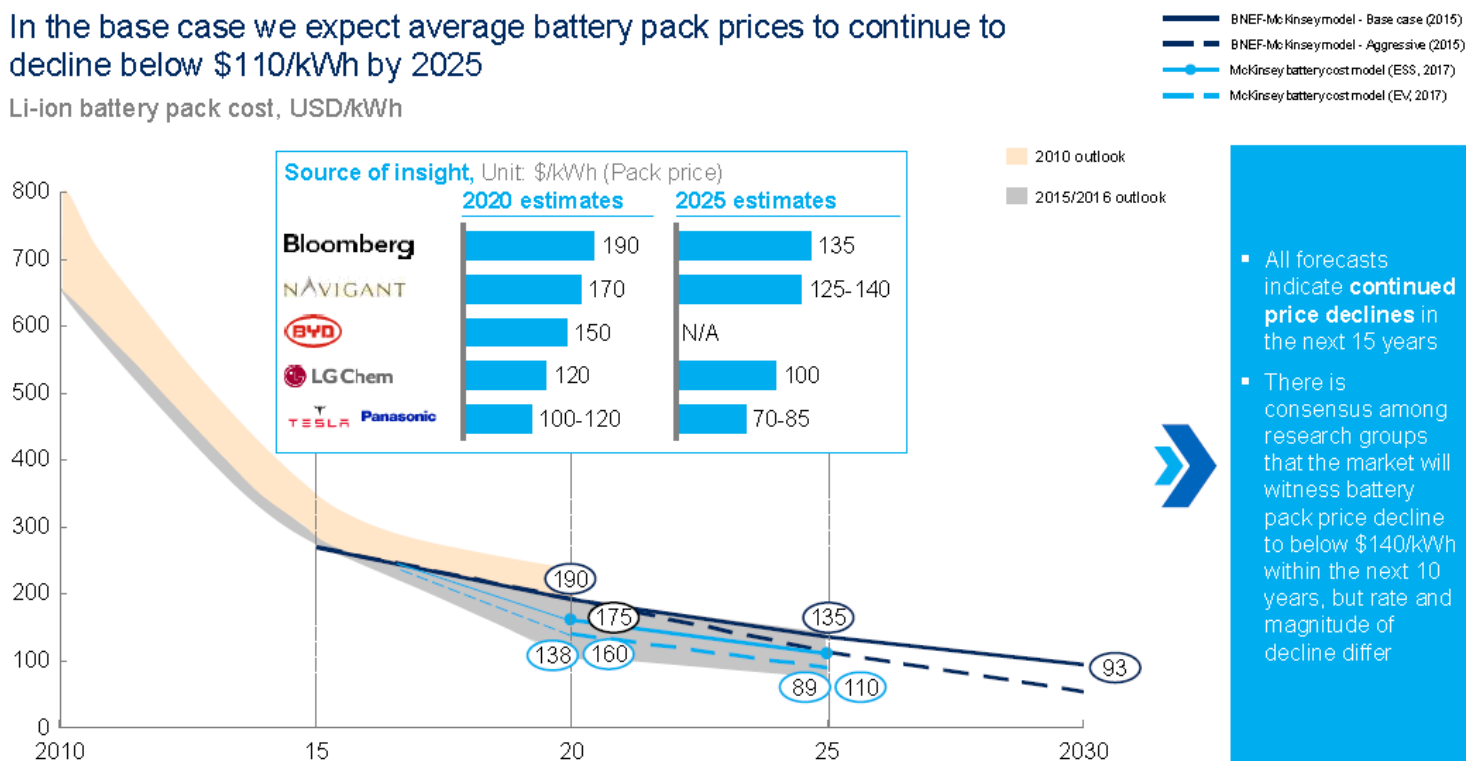 In the base case we expect average battery pack prices to continue to
decline below $110/kWh by 2025
Li-ion battery pack cost, USD/kWh
BNEF-McKinsey model - Base case (2015)
BNEF-McKinsey model - Aggressive (2015)
McKinsey battery cost model (ESS, 2017)
McKinsey battery cost model (EV, 2017)
2010 outlook
2015/2016 outlook
Source of insight, Unit: $/kWh (Pack price)
2020 estimates 2025 estimates
Bloomberg 190 135
NAVIGANT 170 125-140
BYD 150 N/A
LG Chem 120 100
TESLA Panasonic 100-120 70-85
800
700
600
500
400
300
200
100
0
190
175
135
138
160
93
89
110
2010 15 20 25 2030
▪ All forecasts
indicate continued
price declines in
the next 15 years
▪ There is
consensus among
research groups
that the market will
witness battery
pack price decline
to below $140/kWh
within the next 10
years, but rate and
magnitude of
decline differ